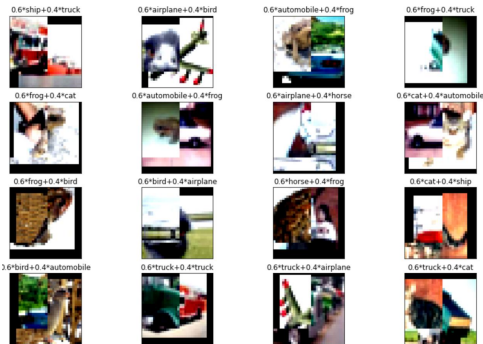 0.6*ship+0.4*truck
0.6*airplane+0.4*bird
0.6*automobile+0.4*frog
0.6*frog+0.4*truck
0.6*frog+0.4*cat
0.6*automobile+0.4*frog
0.6*airplane+0.4*horse
0.6*cat+0.4*automobile
0.6*frog+0.4*bird
0.6*bird+0.4*airplane
0.6*horse+0.4*frog
0.6*cat+0.4*ship
0.6*bird+0.4*automobile
0.6*truck+0.4*truck
0.6*truck+0.4*airplane
0.6*truck+0.4*cat